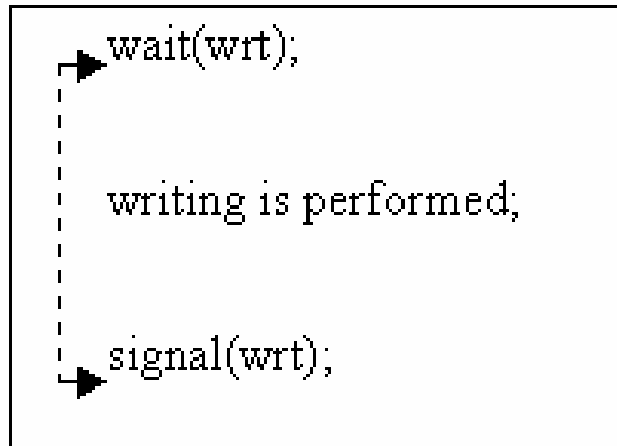 wait(wrt);
writing is performed;
signal(wrt);